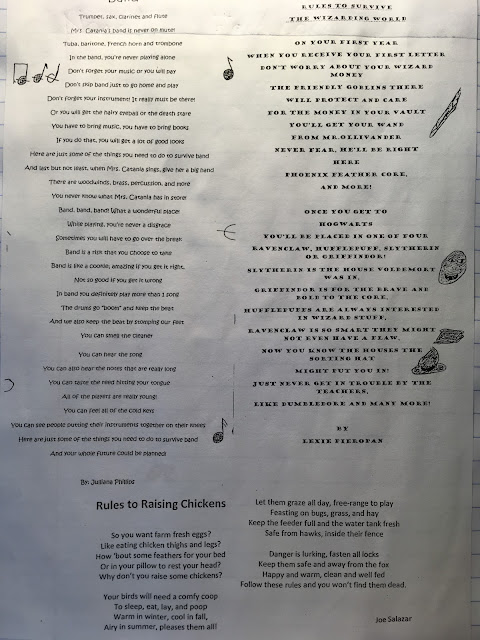 Band
Trumpet, sax, clarinet and flute
Mrs. Catania's band is never on mute!
Tuba, baritone, french horn and trombone
In the band, you're never playing alone
Don't forget your music or you will pay
Don't skip band just to go home and play
Don't forget your instrument! It really must be there!
Or you will get the hairy eyeball or the death stare
You have to bring music, you have to bring books
If you do that, you will get a lot of good looks
Here are just some of the things you need to do to survive band
And last but not least, when Mrs. Catania sings, give her a big hand
There are woodwinds, brass, percussion, and more
You never know what Mrs. Catania has in store!
Band, band, band! What a wonderful place!
While playing, you're never a disgrace
Sometimes you will have to go over the break
Band is a risk that you choose to take
Band is like a cookie, amazing if you get it right,
Not so good if you get it wrong
In band you definitely play more than 1 song
The drums go "boom" and keep the beat
And we also keep the beat by stomping our feet
You can smell the cleaner
You can hear the song
You can also hear the notes that are really long
You can taste the reed hitting your tongue
All of the players are really young!
You can feel all of the cold keys
You can see people putting their instruments together on their knees
Here are just some of the things you need to do to survive band
And your whole future could be planned!
By: Juliana Phillips
RULES TO SURVIVE
THE WIZARDING WORLD
ON YOUR FIRST YEAR
WHEN YOU RECEIVE YOUR FIRST LETTER
DON'T WORRY ABOUT YOUR WIZARD
MONEY
THE FRIENDLY GOBLINS THERE
WILL PROTECT AND CARE
FOR THE MONEY IN YOUR VAULT
YOU'LL GET YOUR WAND
FROM MR.OLLIVANDER
NEVER FEAR, HE'LL BE RIGHT
HERE
PHOENIX FEATHER CORE,
AND MORE!
ONCE YOU GET TO
HOGWARTS
YOU'LL BE PLACED IN ONE OF FOUR
RAVENCLAW, HUFFLEPUFF, SLYTHERIN
OR GRIFFINDOR!
SLYTHERIN IS THE HOUSE VOLDEMORT
WAS IN,
GRIFFINDOR IS FOR THE BRAVE AND
BOLD TO THE CORE,
HUFFLEPUFFS ARE ALWAYS INTERESTED
IN WIZARD STUFF,
RAVENCLAW IS SO SMART THEY MIGHT
NOT EVEN HAVE A FLAW,
NOW YOU KNOW THE HOUSES THE
SORTING HAT
MIGHT PUT YOU IN!
JUST NEVER GET IN TROUBLE BY THE
TEACHERS,
LIKE DUMBLEDORE AND MANY MORE!
BY
LEXIE FIEROPAN
Rules to Raising Chickens
So you want farm fresh eggs?
Like eating chicken thighs and legs?
How 'bout some feathers for your bed
Or in your pillow to rest your head?
Why don't you raise some chickens?
Your birds will need a comfy coop
To sleep, eat, lay, and poop
Warm in winter, cool in fall,
Airy in summer, pleases them all!
Let them graze all day, free-range to play
Feasting on bugs, grass, and hay
Keep the feeder full and the water tank fresh
Safe from hawks, inside their fence
Danger is lurking, fasten all locks
Keep them safe and away from the fox
Happy and warm, clean and well fed
Follow these rules and you won't find them dead.
Joe Salazar